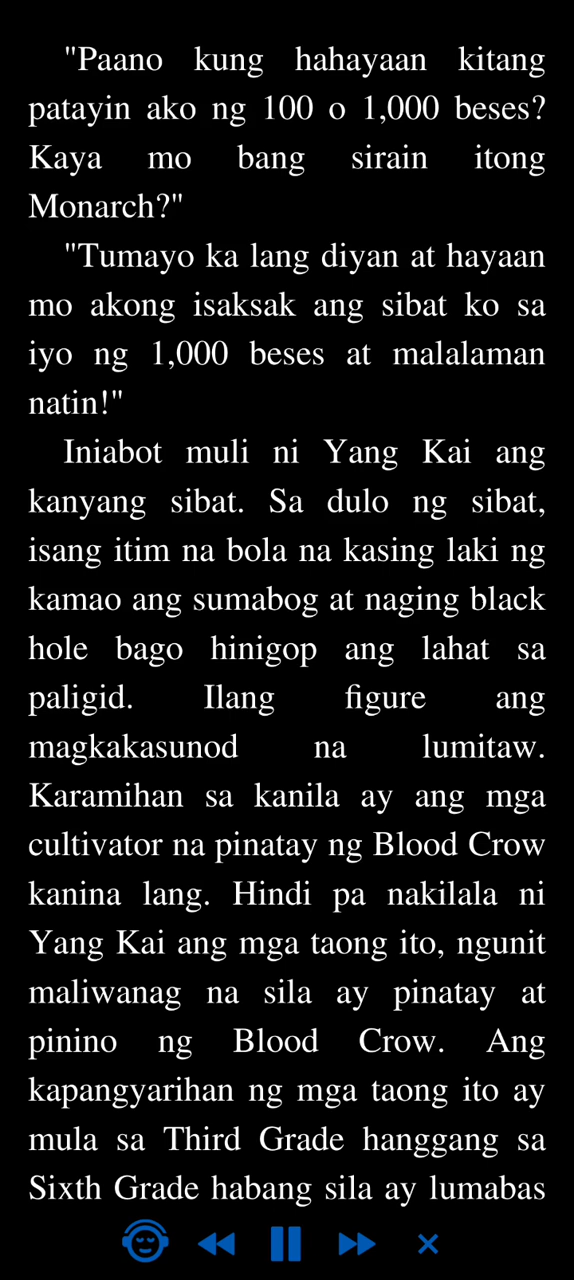 "Paano kung hahayaan kitang
patayin ako ng 100 o 1,000 beses?
Kaya mo bang sirain itong
Monarch?"
"Tumayo ka lang diyan at hayaan
mo akong isaksak ang sibat ko sa
iyo ng 1,000 beses at malalaman
natin!"
Iniabot muli ni Yang Kai ang
kanyang sibat. Sa dulo ng sibat,
isang itim na bola na kasing laki ng
kamao ang sumabog at naging black
hole bago hinigop ang lahat sa
paligid. Ilang figure ang
magkakasunod na lumitaw.
Karamihan sa kanila ay ang mga
cultivator na pinatay ng Blood Crow
kanina lang. Hindi pa nakilala ni
Yang Kai ang mga taong ito, ngunit
maliwanag na sila ay pinatay at
pinino ng Blood Crow. Ang
kapangyarihan ng mga taong ito ay
mula sa Third Grade hanggang sa
Sixth Grade habang sila ay lumabas